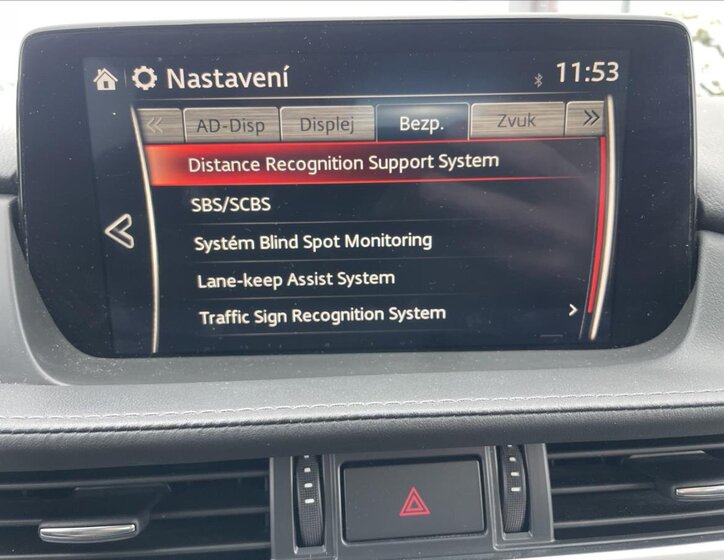 Nastavení 11:53
AD-Disp Displej Bezp. Zvuk
Distance Recognition Support System
SBS/SCBS
Systém Blind Spot Monitoring
Lane-keep Assist System
Traffic Sign Recognition System